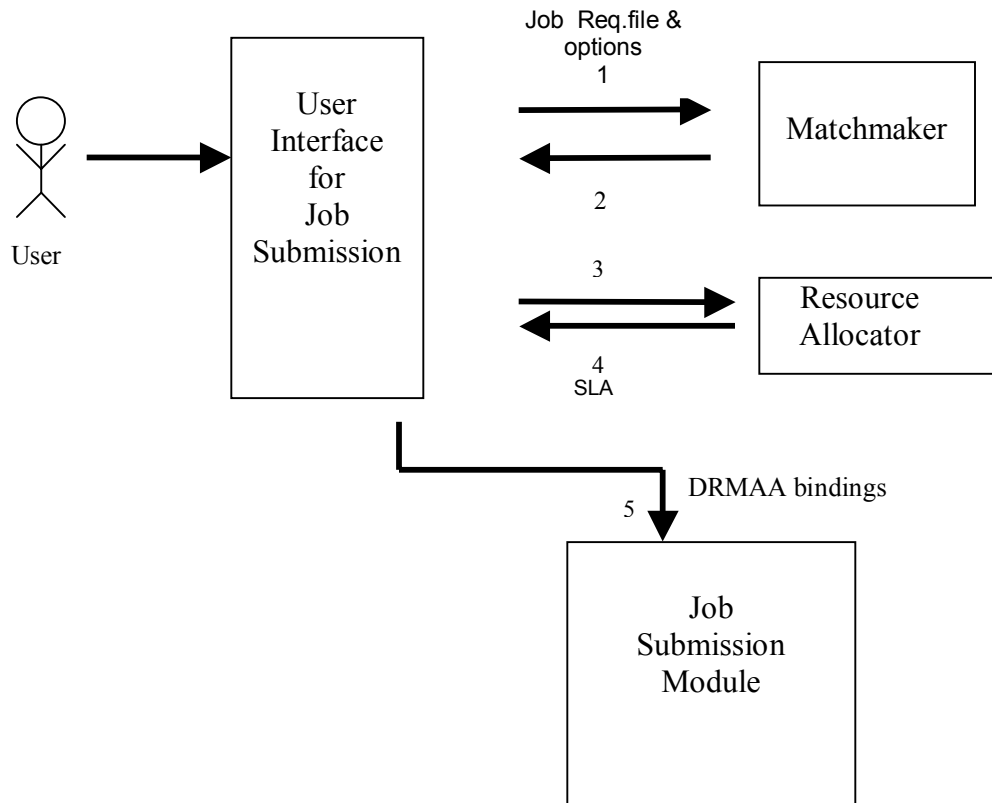 Job Req.file &
options
1
User
Interface
for
Job
Submission
Matchmaker
2
User
3
Resource
Allocator
4
SLA
DRMAA bindings
5
Job
Submission
Module